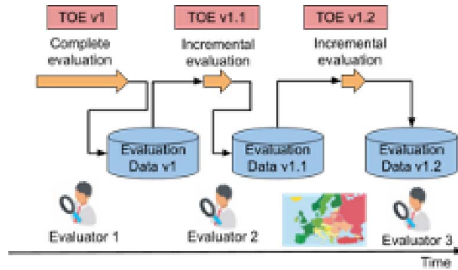 TOE v1
TOE v1.1
TOE v1.2
Complete
evaluation
Incremental
evaluation
Incremental
evaluation
Evaluation
Data v1
Evaluation
Data v1.1
Evaluation
Data v1.2
Evaluator 1
Evaluator 2
Evaluator 3
Time